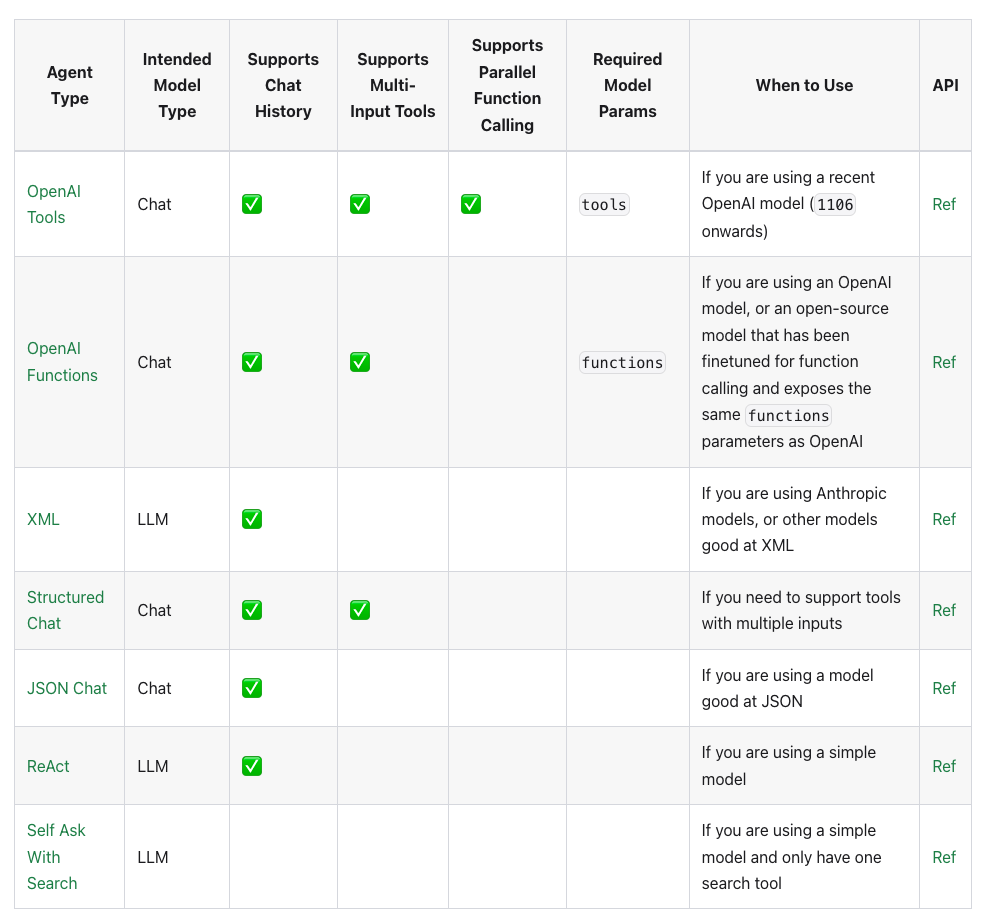 Agent Type
Intended Model Type
Supports Chat History
Supports Multi-Input Tools
Supports Parallel Function Calling
Required Model Params
When to Use
API
OpenAI Tools
Chat
✅
✅
✅
tools
If you are using a recent
OpenAI model (1106
onwards)
Ref
OpenAI Functions
Chat
✅
✅
functions
If you are using an OpenAI
model, or an open-source
model that has been
finetuned for function
calling and exposes the
same functions
parameters as OpenAI
Ref
XML
LLM
✅
If you are using Anthropic
models, or other models
good at XML
Ref
Structured Chat
Chat
✅
✅
If you need to support tools
with multiple inputs
Ref
JSON Chat
Chat
✅
If you are using a model
good at JSON
Ref
ReAct
LLM
✅
If you are using a simple
model
Ref
Self Ask With Search
LLM
If you are using a simple
model and only have one
search tool
Ref